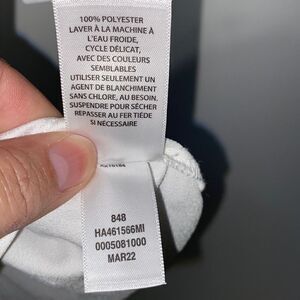 100% POLYESTER
LAVER À LA MACHINE À
L'EAU FROIDE,
CYCLE DÉLICAT,
AVEC DES COULEURS
SEMBLABLES
UTILISER SEULEMENT UN
AGENT DE BLANCHIMENT
SANS CHLORE, AU BESOIN.
SUSPENDRE POUR SÉCHER
REPASSER AU FER TIÈDE
SI NÉCESSAIRE
848
HA461566MI
0005081000
MAR22